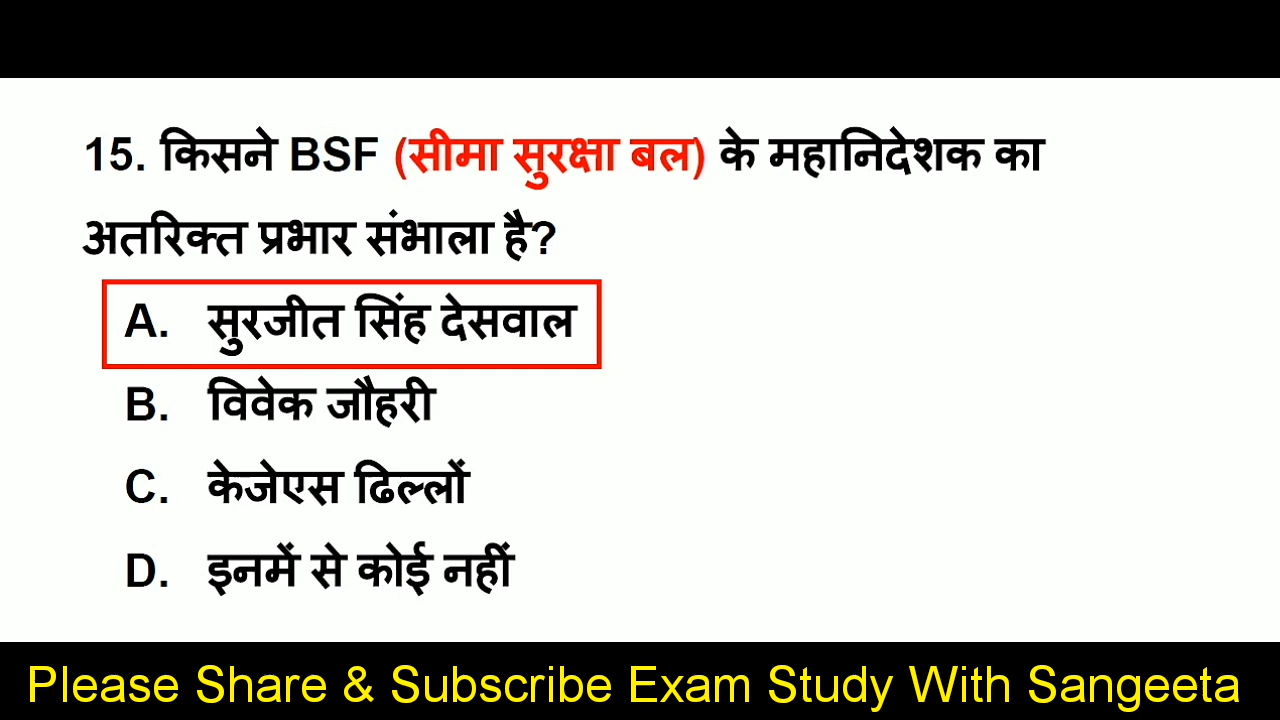 15. किसने BSF (सीमा सुरक्षा बल) के महानिदेशक का
अतरिक्त प्रभार संभाला है?
A. सुरजीत सिंह देसवाल
B. विवेक जौहरी
C. केजेएस ढिल्लों
D. इनमें से कोई नहीं
Please Share & Subscribe Exam Study With Sangeeta